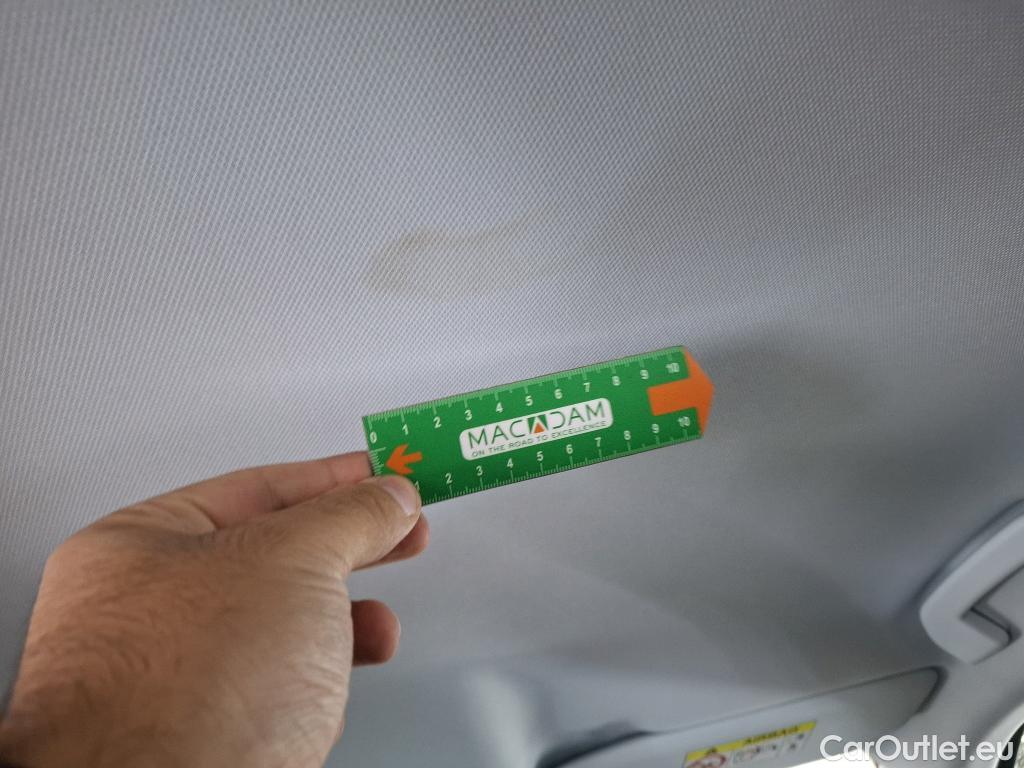 0 1 2 3 4 5 6 7 8 9 10
MACADAM
ON THE ROAD TO EXCELLENCE
1 2 3 4 5 6 7 8 9 10
AIRBAG
CarOutlet.eu